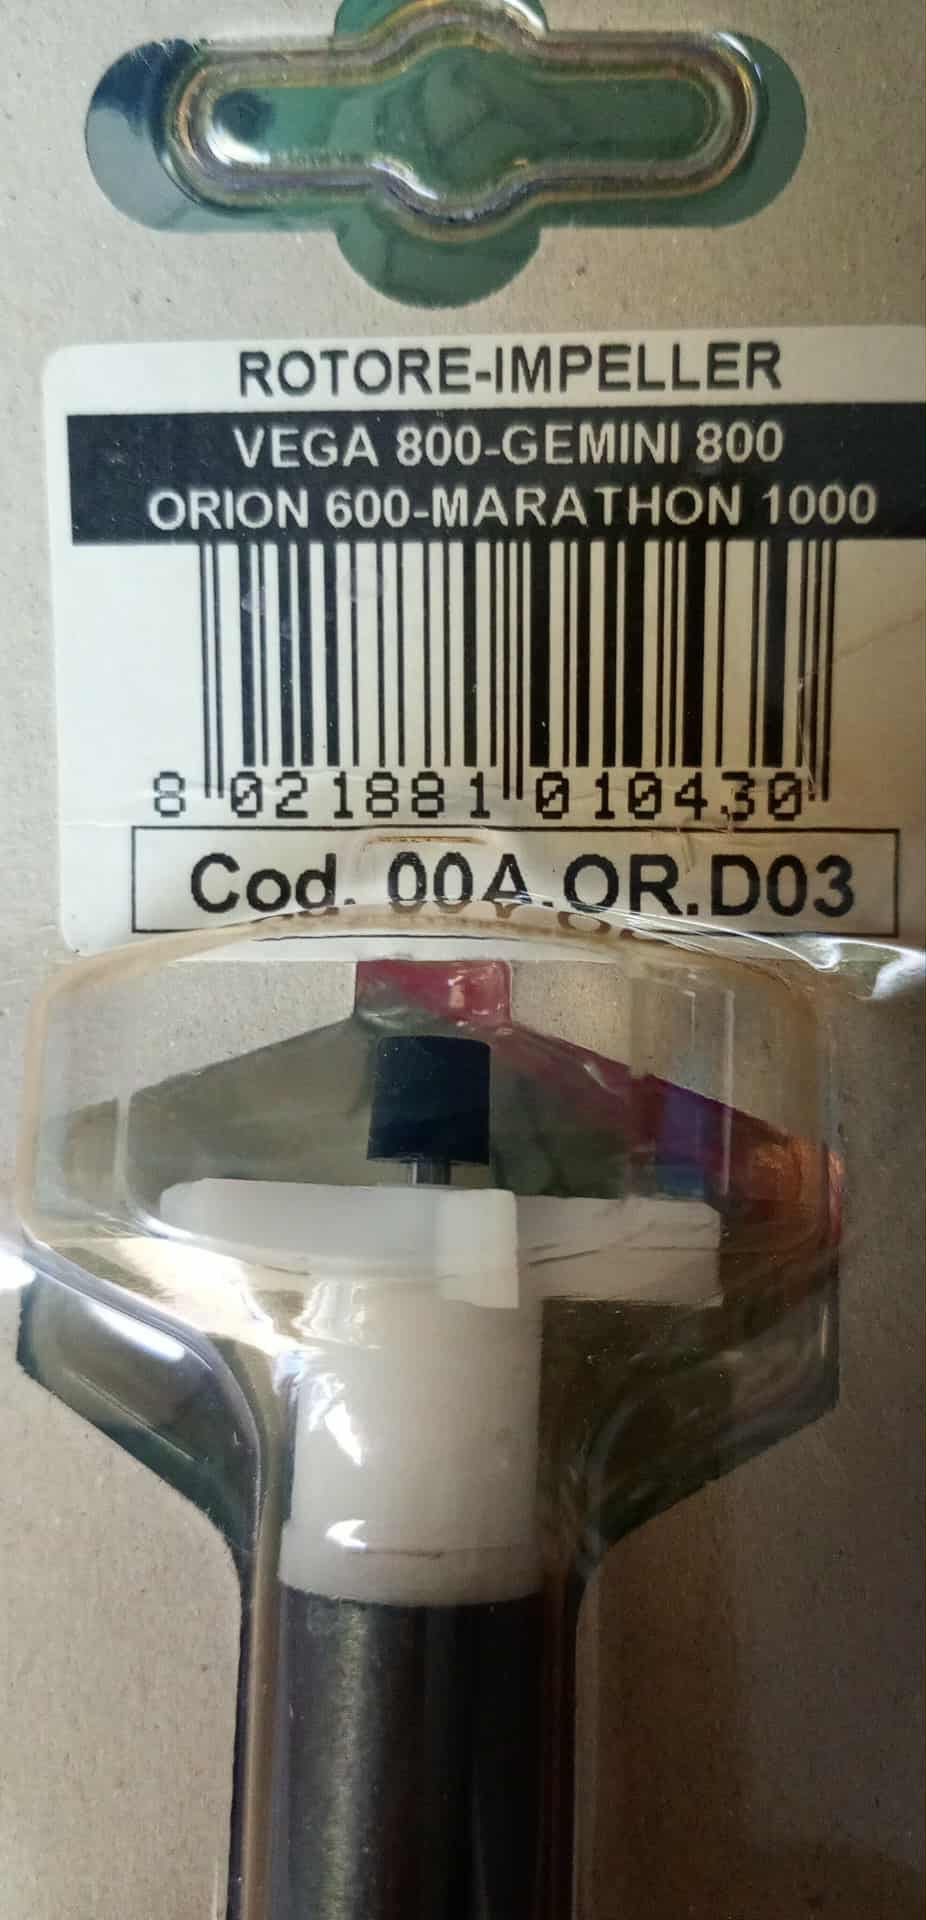 ROTORE-IMPELLER
VEGA 800-GEMINI 800
ORION 600-MARATHON 1000
8 021881 010430
Cod. 00A.OR.D03